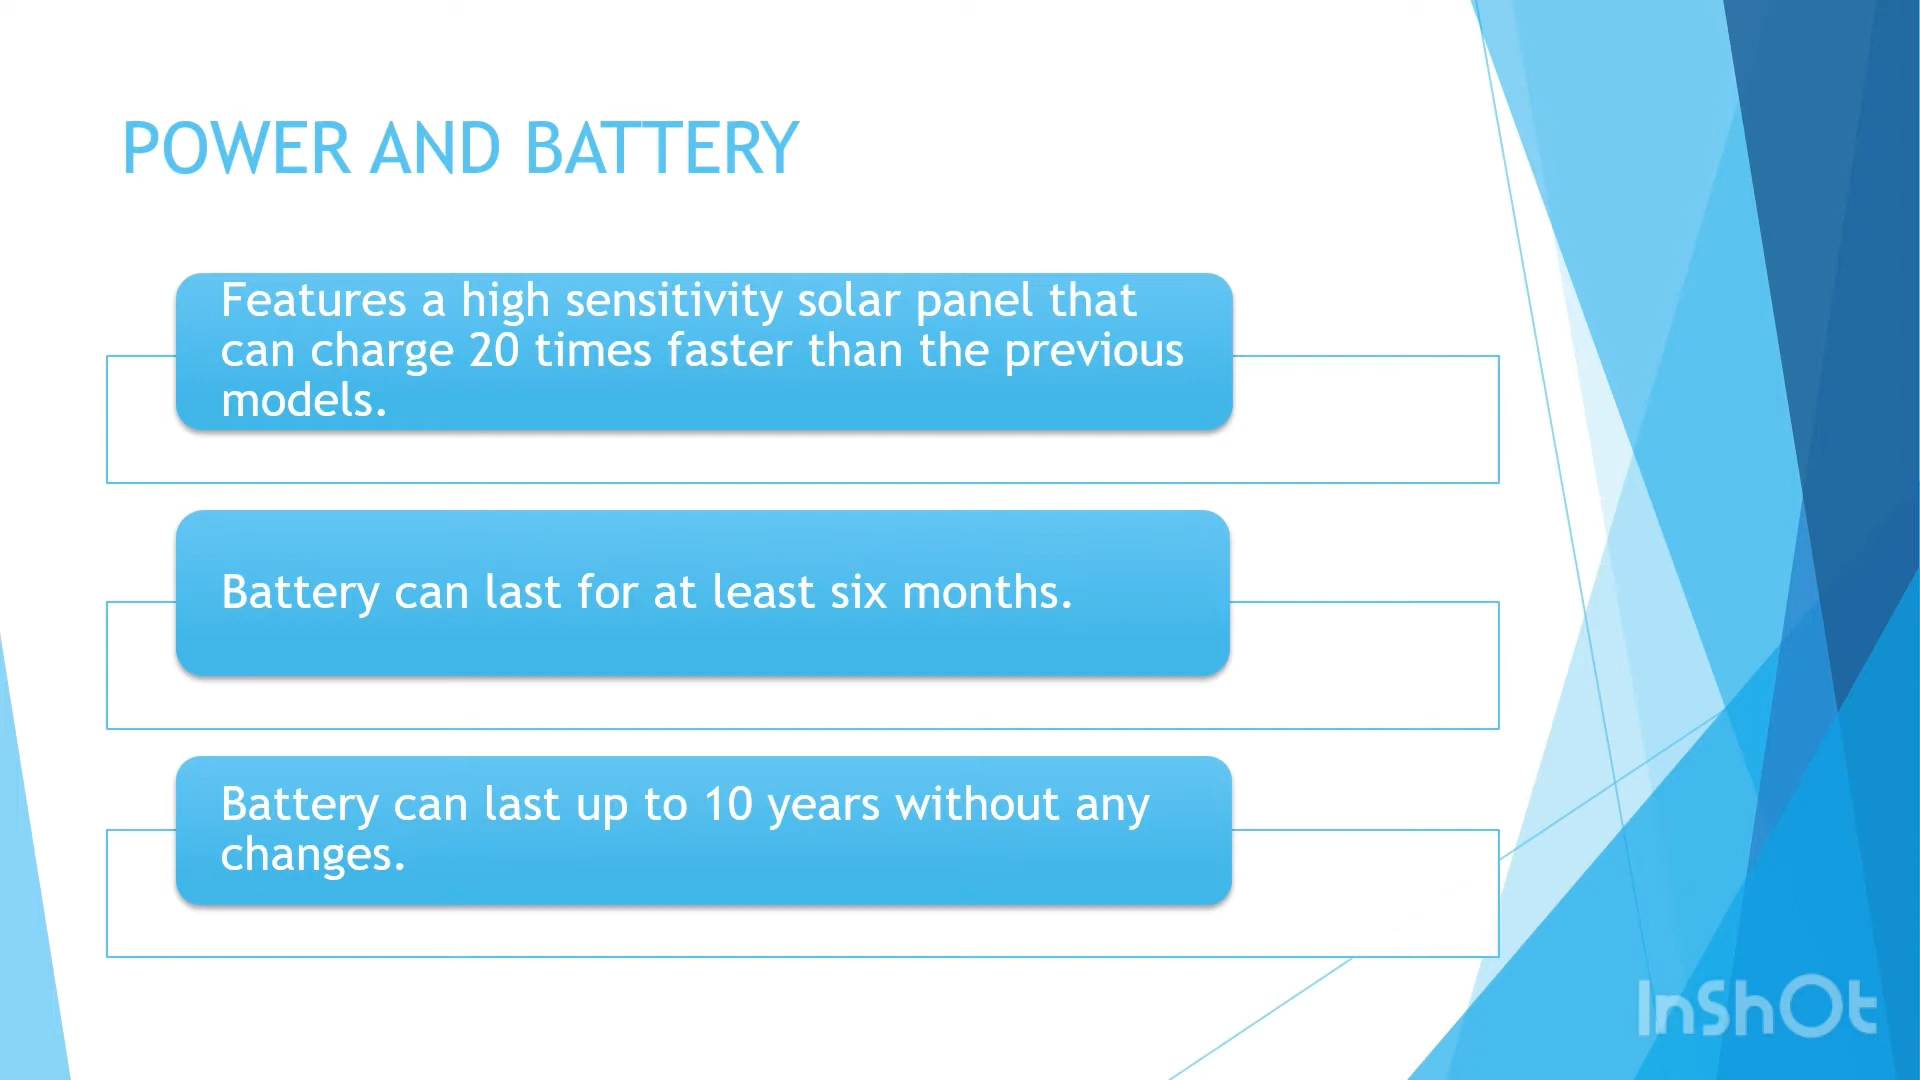 POWER AND BATTERY
Features a high sensitivity solar panel that
can charge 20 times faster than the previous
models.
Battery can last for at least six months.
Battery can last up to 10 years without any
changes.
InShOt